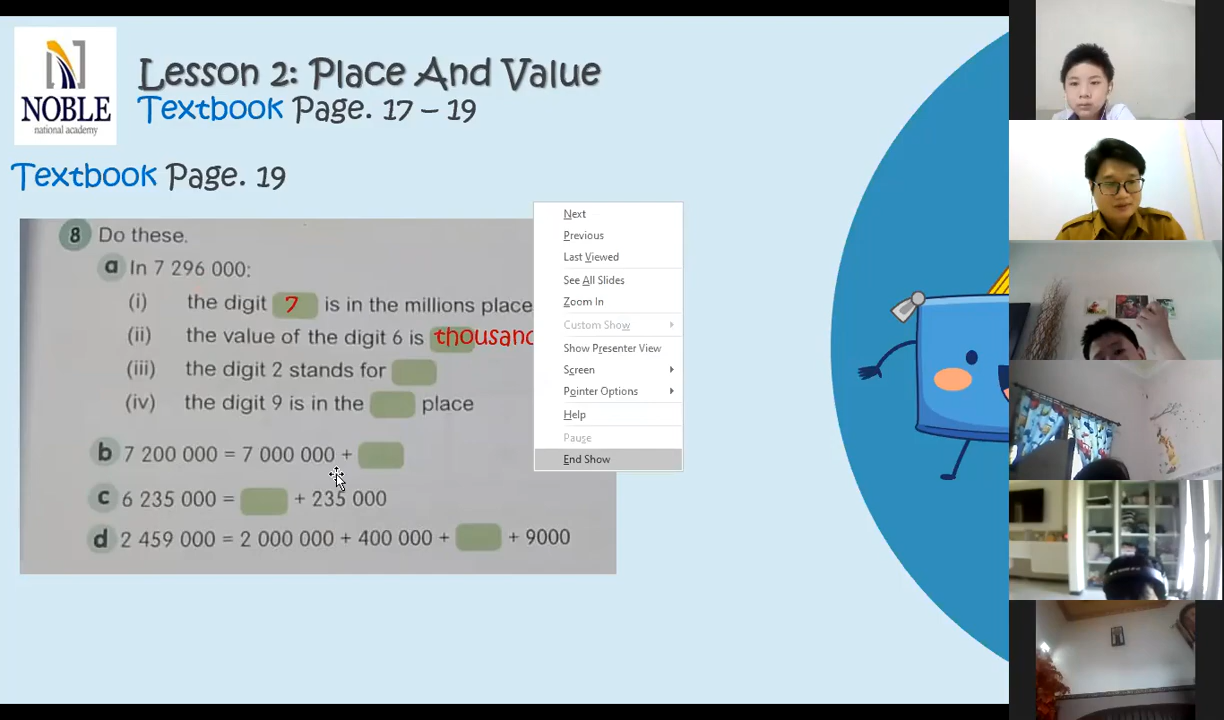 NOBLE
national academy
Lesson 2: Place And Value
Textbook Page. 17 – 19
Textbook Page. 19
8 Do these.
a In 7 296 000:
(i) the digit 7 is in the millions place
(ii) the value of the digit 6 is thousand
(iii) the digit 2 stands for
(iv) the digit 9 is in the place
b 7 200 000 = 7 000 000 +
c 6 235 000 = + 235 000
d 2 459 000 = 2 000 000 + 400 000 + + 9000
Next
Previous
Last Viewed
See All Slides
Zoom In
Custom Show
Show Presenter View
Screen
Pointer Options
Help
Pause
End Show